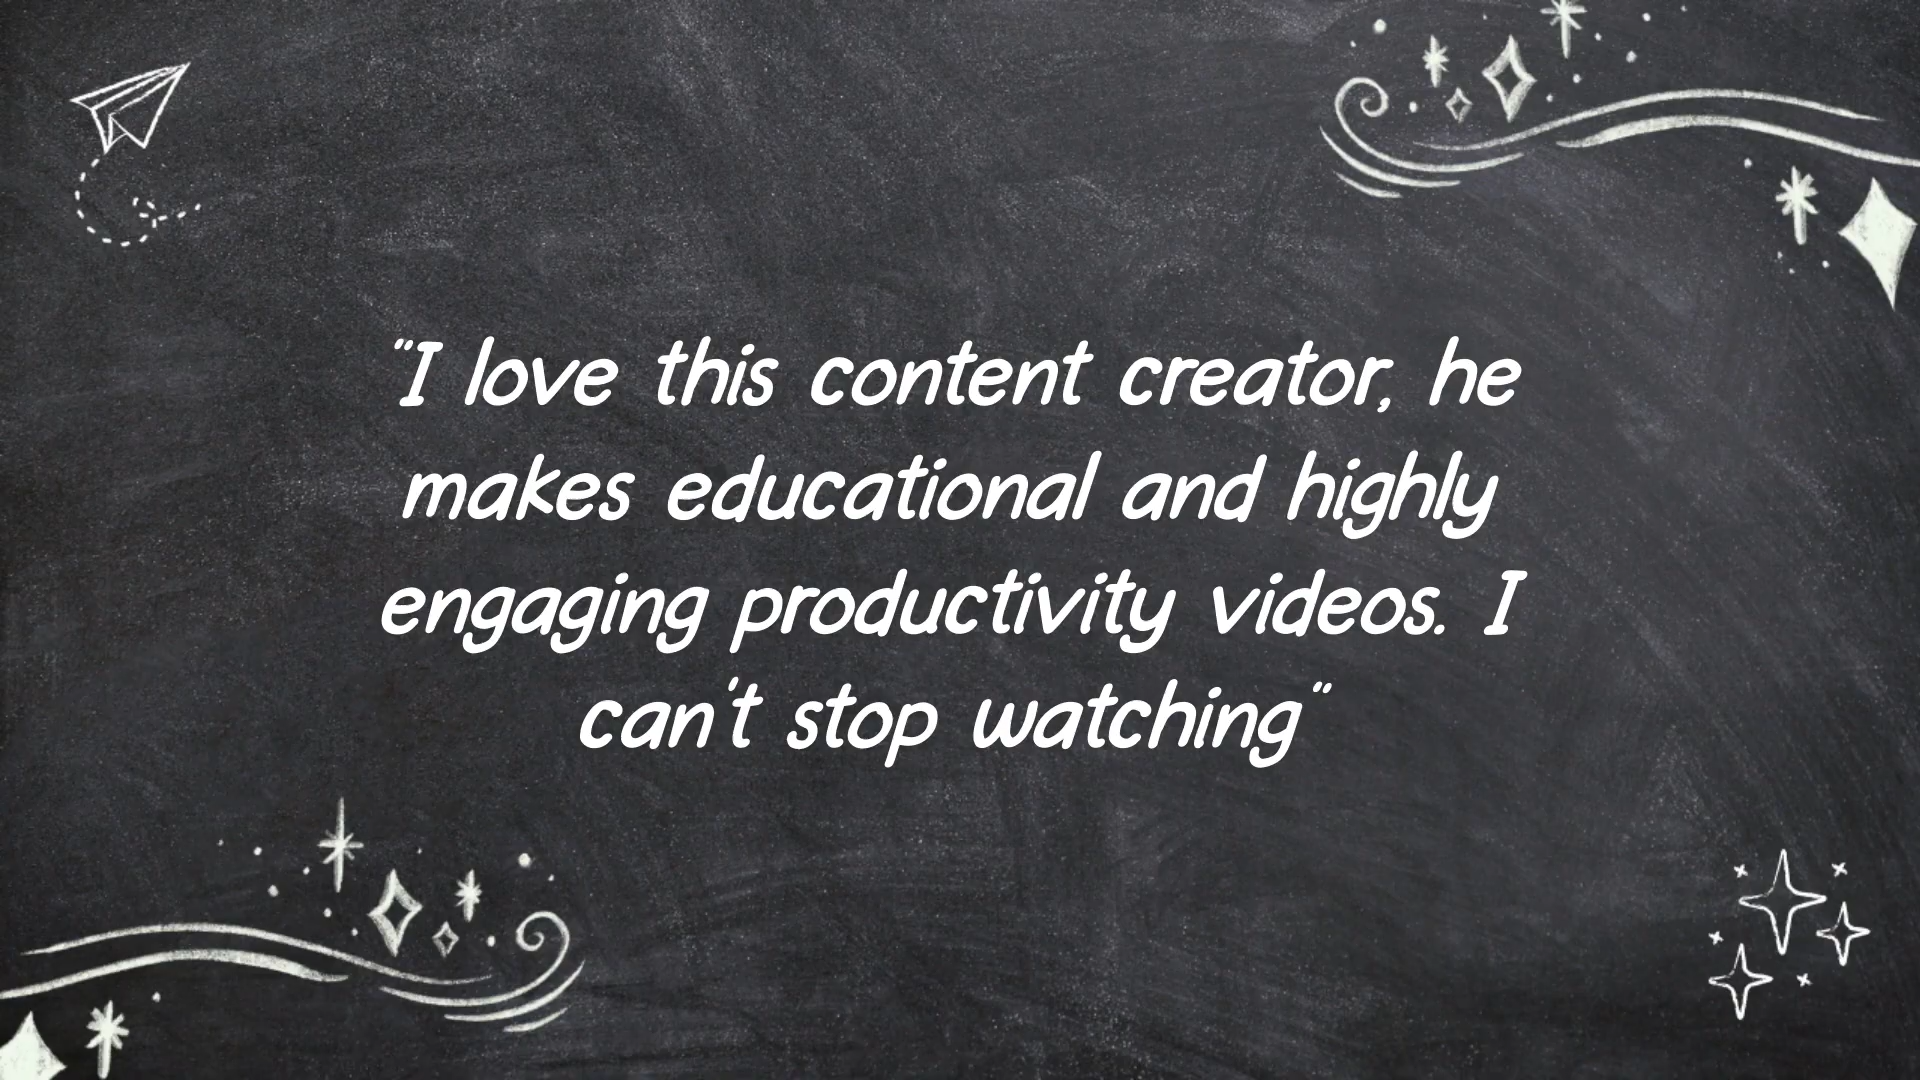 "I love this content creator, he
makes educational and highly
engaging productivity videos. I
can't stop watching"